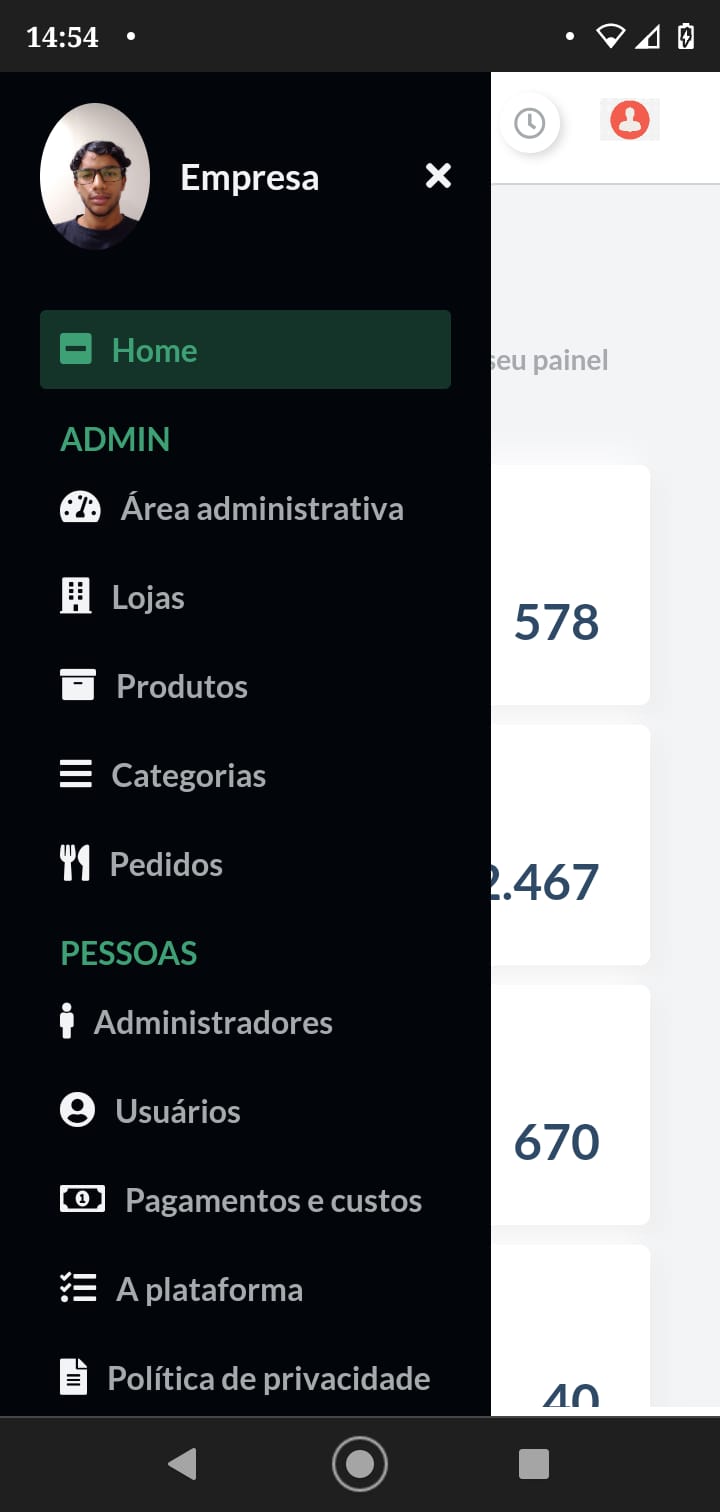 14:54
Empresa
Home
seu painel
ADMIN
Área administrativa
Lojas
578
Produtos
Categorias
Pedidos
2.467
PESSOAS
Administradores
Usuários
670
Pagamentos e custos
A plataforma
Política de privacidade
40